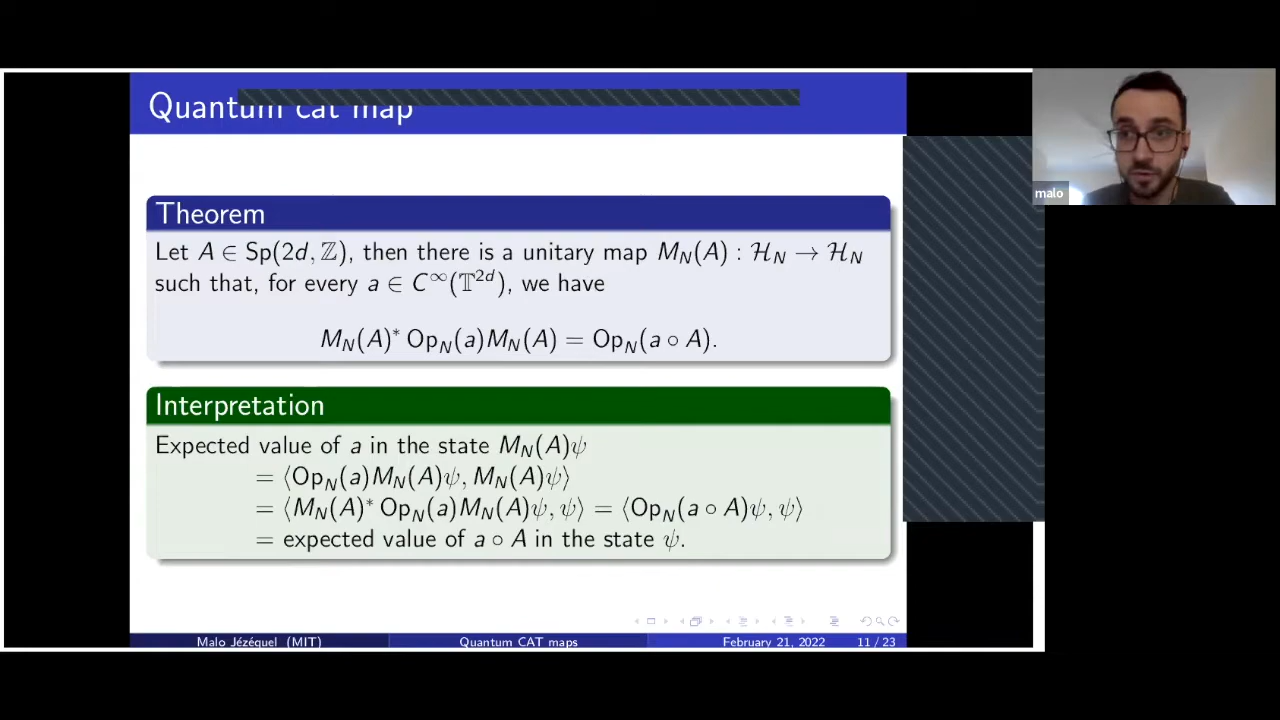 Quantum cat map
malo
Theorem
Let A ∈ Sp(2d, ℤ), then there is a unitary map M_N(A) : ℋ_N → ℋ_N
such that, for every a ∈ C^∞(𝕋^{2d}), we have
M_N(A)* Op_N(a)M_N(A) = Op_N(a ∘ A).
Interpretation
Expected value of a in the state M_N(A)ψ
= ⟨Op_N(a)M_N(A)ψ, M_N(A)ψ⟩
= ⟨M_N(A)* Op_N(a)M_N(A)ψ, ψ⟩ = ⟨Op_N(a ∘ A)ψ, ψ⟩
= expected value of a ∘ A in the state ψ.
Malo Jézéquel (MIT) Quantum CAT maps February 21, 2022 11 / 23